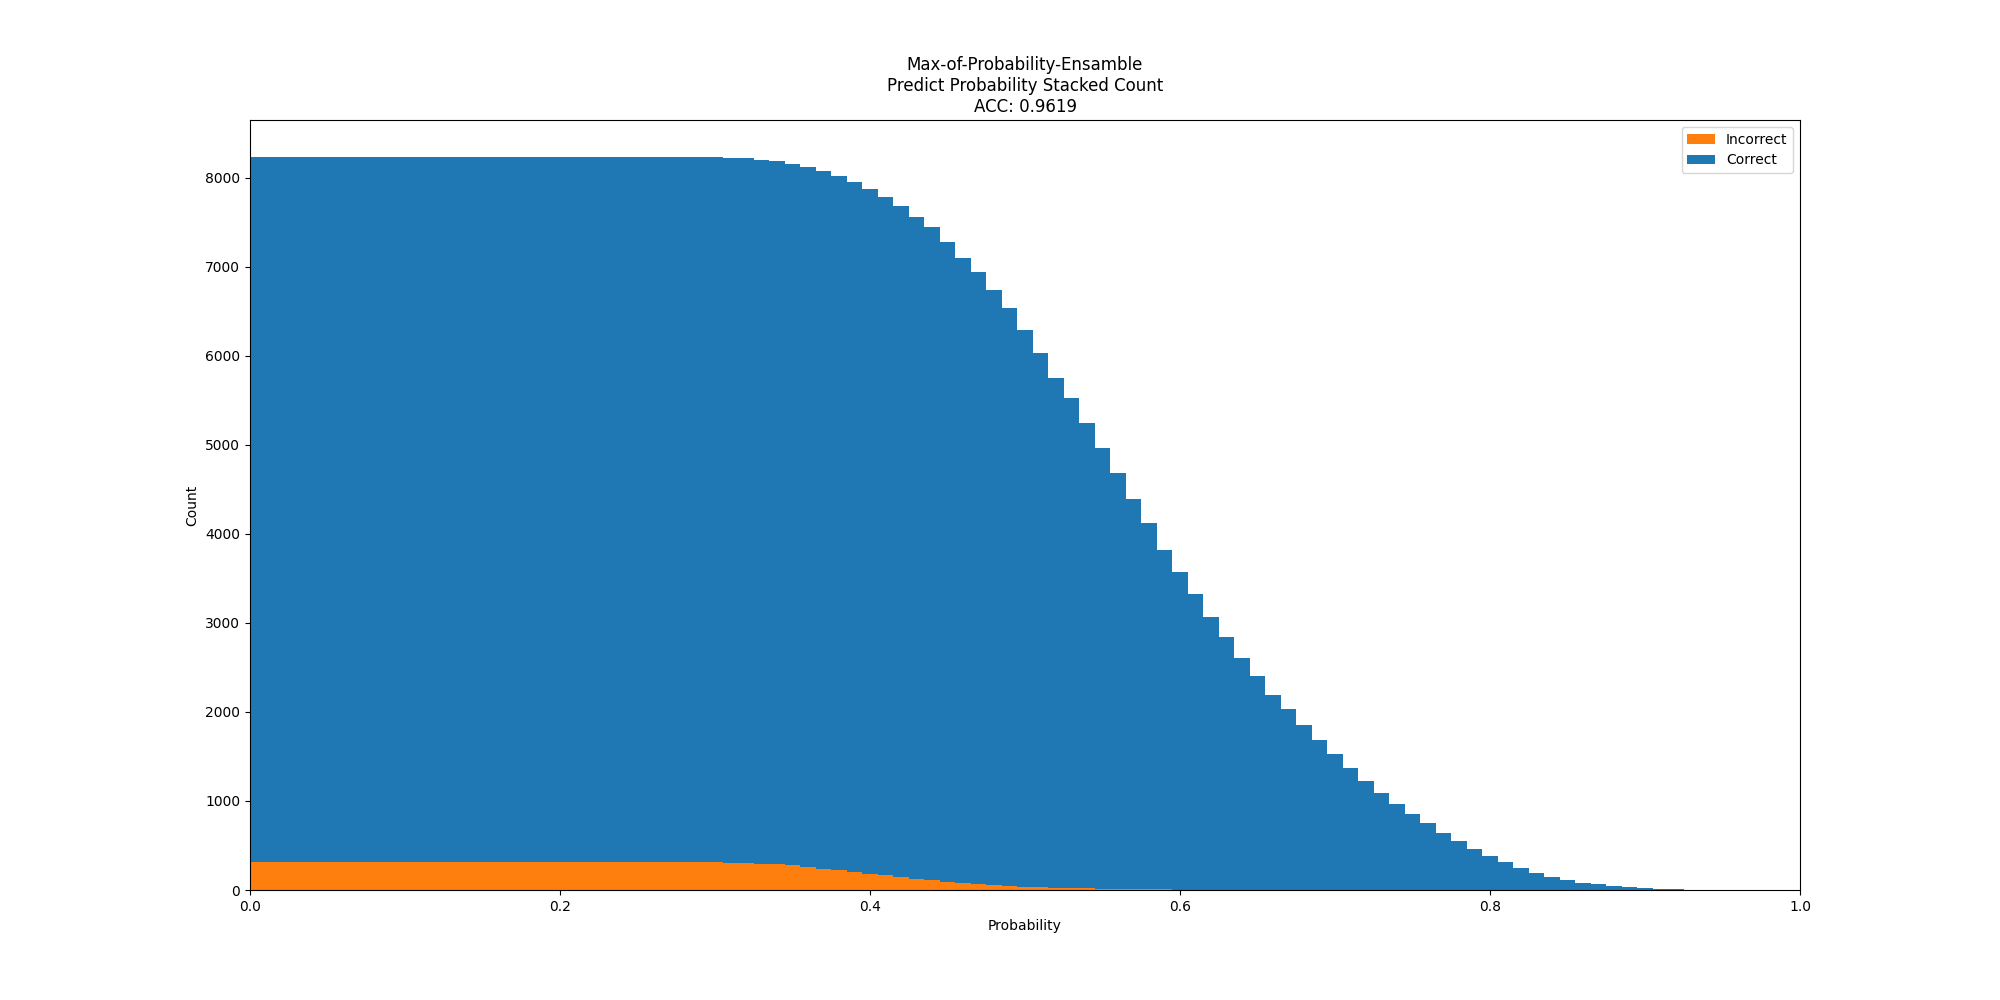 Max-of-Probability-Ensamble
Predict Probability Stacked Count
ACC: 0.9619
Incorrect
Correct
8000
7000
6000
5000
4000
3000
2000
1000
0
Count
0.0 0.2 0.4 0.6 0.8 1.0
Probability